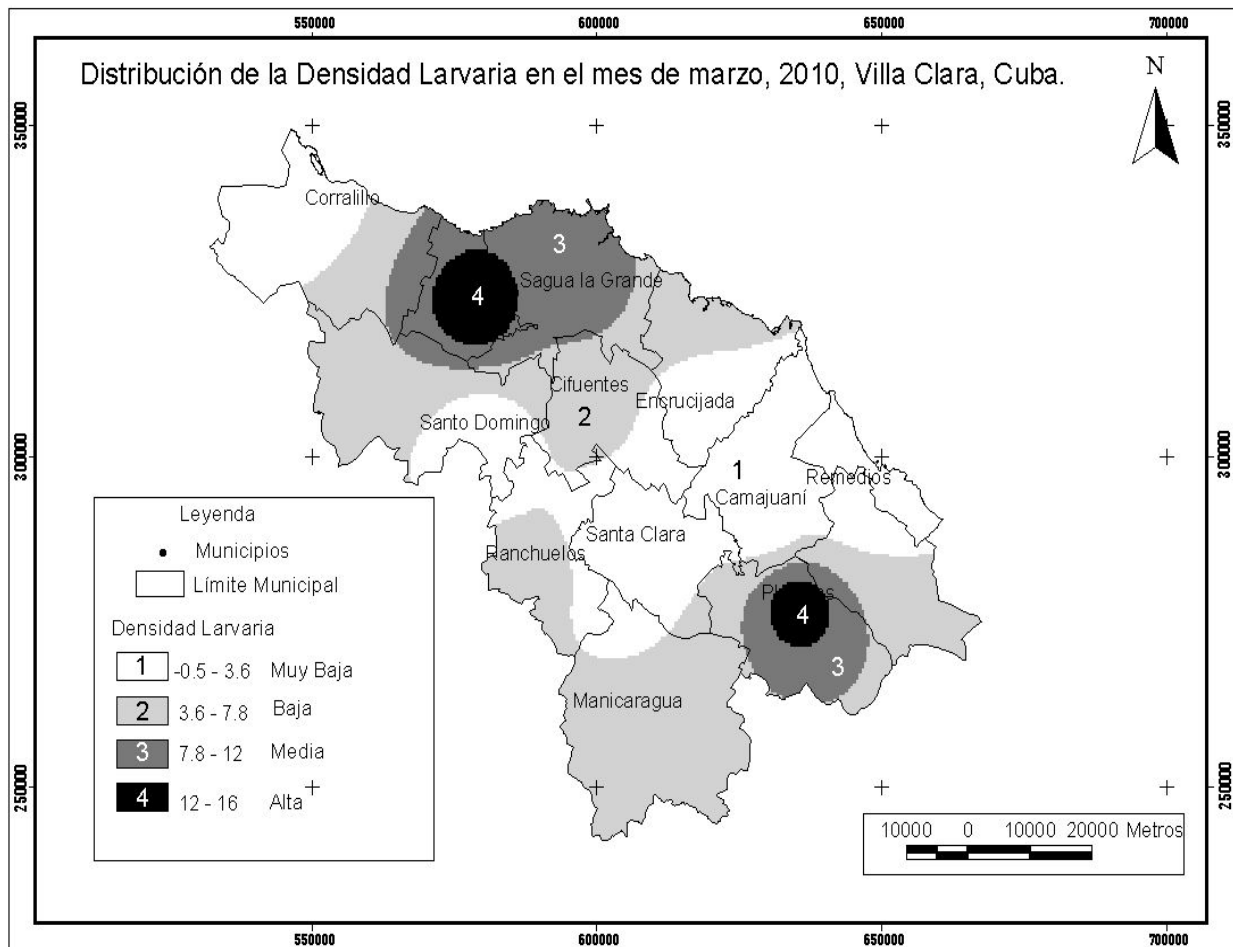 550000 600000 650000 700000
Distribución de la Densidad Larvaria en el mes de marzo, 2010, Villa Clara, Cuba.
N
350000 350000
Corralillo
3
Sagua la Grande
4
Cifuentes
Encrucijada
Santo Domingo
2
300000 300000
1
Remedios
Camajuaní
Santa Clara
Ranchuelos
4
3
Manicaragua
Leyenda
Municipios
Límite Municipal
Densidad Larvaria
1 -0.5 - 3.6 Muy Baja
2 3.6 - 7.8 Baja
3 7.8 - 12 Media
4 12 - 16 Alta
250000 250000
10000 0 10000 20000 Metros
550000 600000 650000 700000